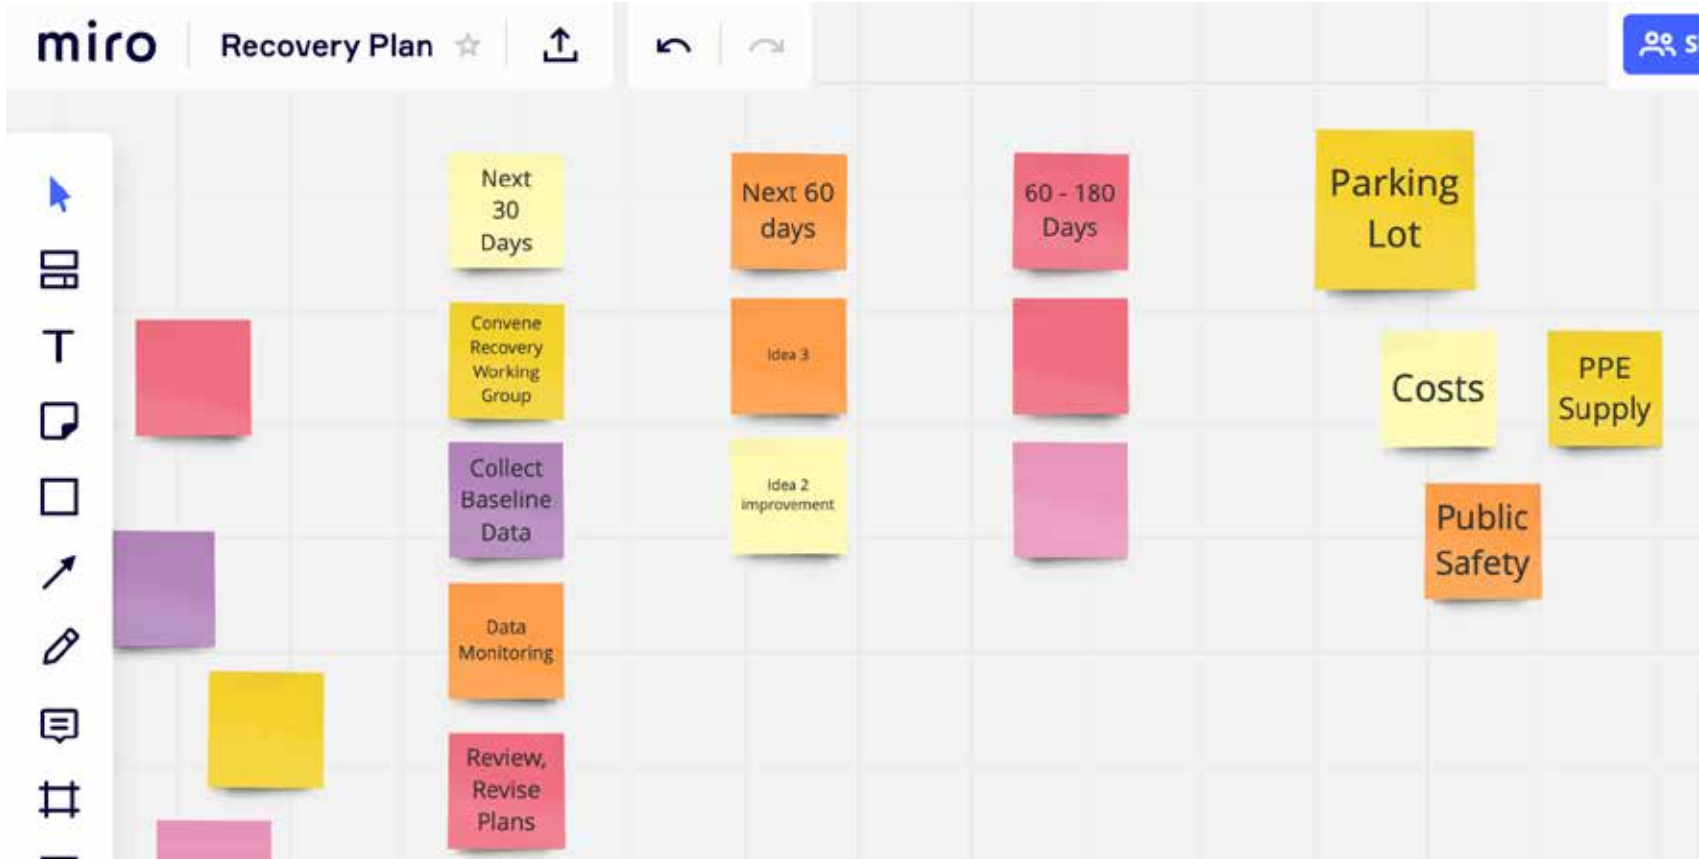 miro
Recovery Plan
S
Next
30
Days
Convene
Recovery
Working
Group
Collect
Baseline
Data
Data
Monitoring
Review,
Revise
Plans
Next 60
days
Idea 3
Idea 2
improvement
60 - 180
Days
Parking
Lot
Costs
PPE
Supply
Public
Safety